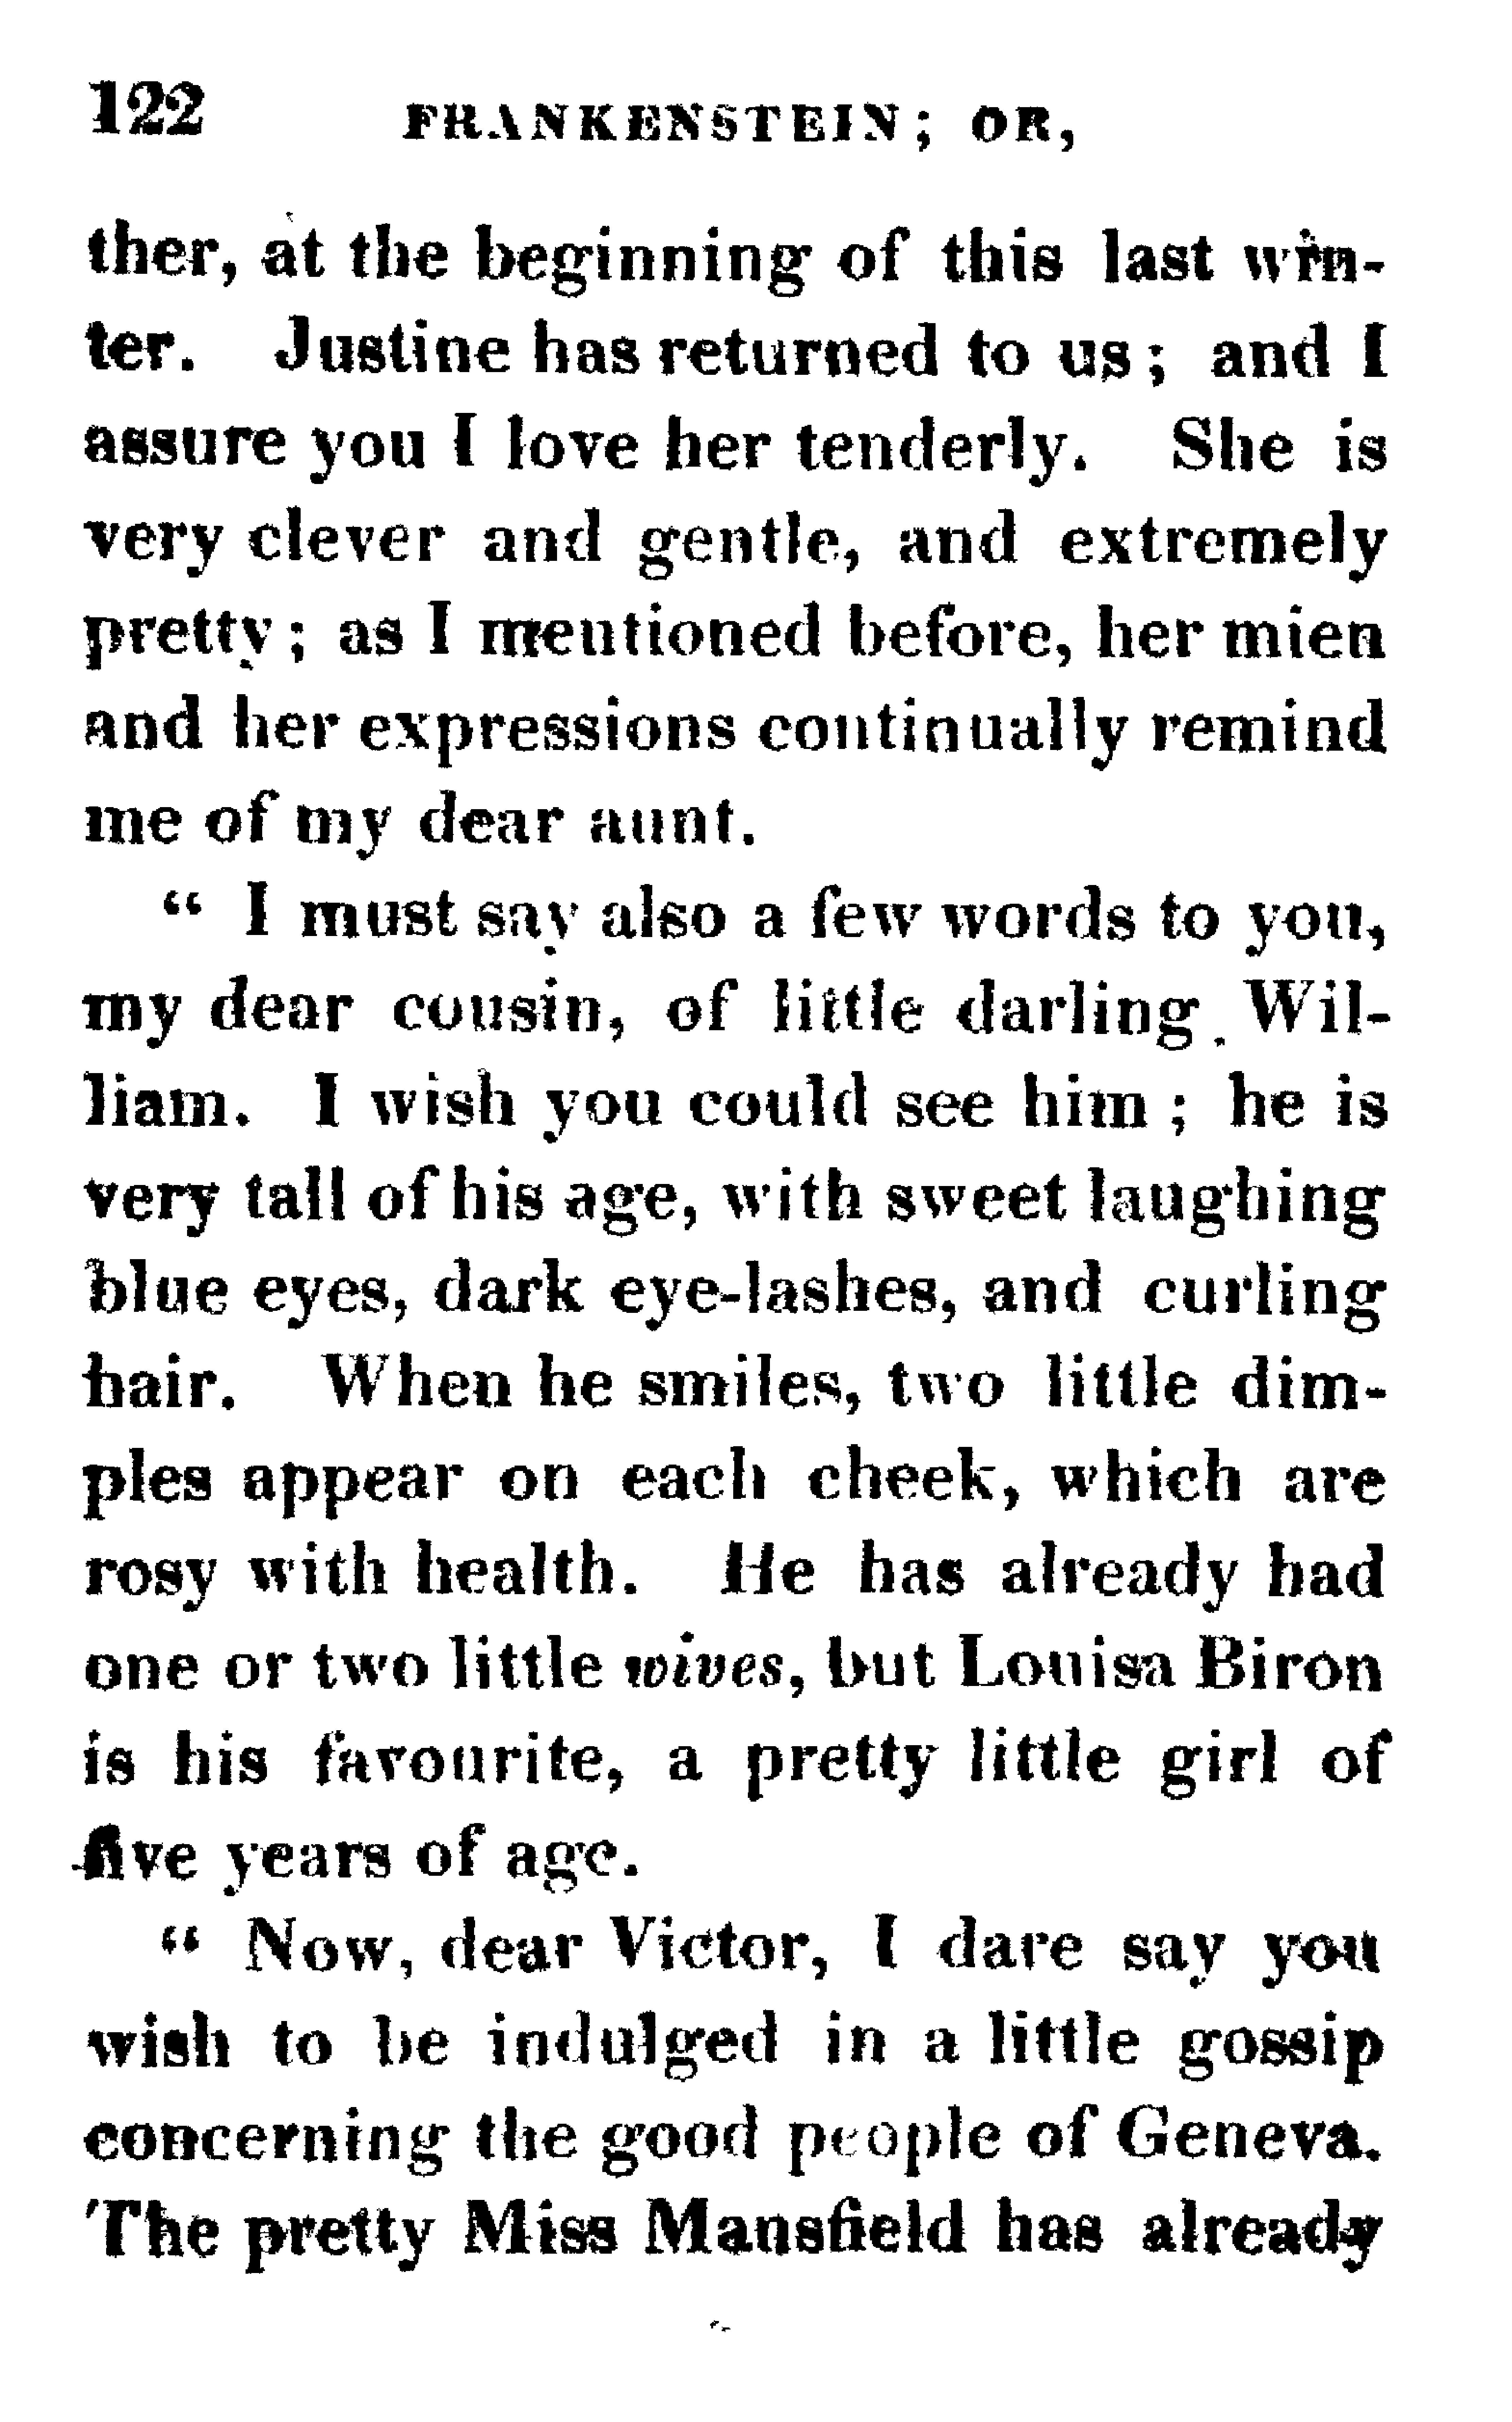 122 FRANKENSTEIN; OR,
ther, at the beginning of this last win-
ter. Justine has returned to us; and I
assure you I love her tenderly. She is
very clever and gentle, and extremely
pretty; as I mentioned before, her mien
and her expressions continually remind
me of my dear aunt.
“ I must say also a few words to you,
my dear cousin, of little darling Wil-
liam. I wish you could see him; he is
very tall of his age, with sweet laughing
blue eyes, dark eye-lashes, and curling
hair. When he smiles, two little dim-
ples appear on each cheek, which are
rosy with health. He has already had
one or two little wives, but Louisa Biron
is his favourite, a pretty little girl of
five years of age.
“ Now, dear Victor, I dare say you
wish to be indulged in a little gossip
concerning the good people of Geneva.
The pretty Miss Mansfield has already